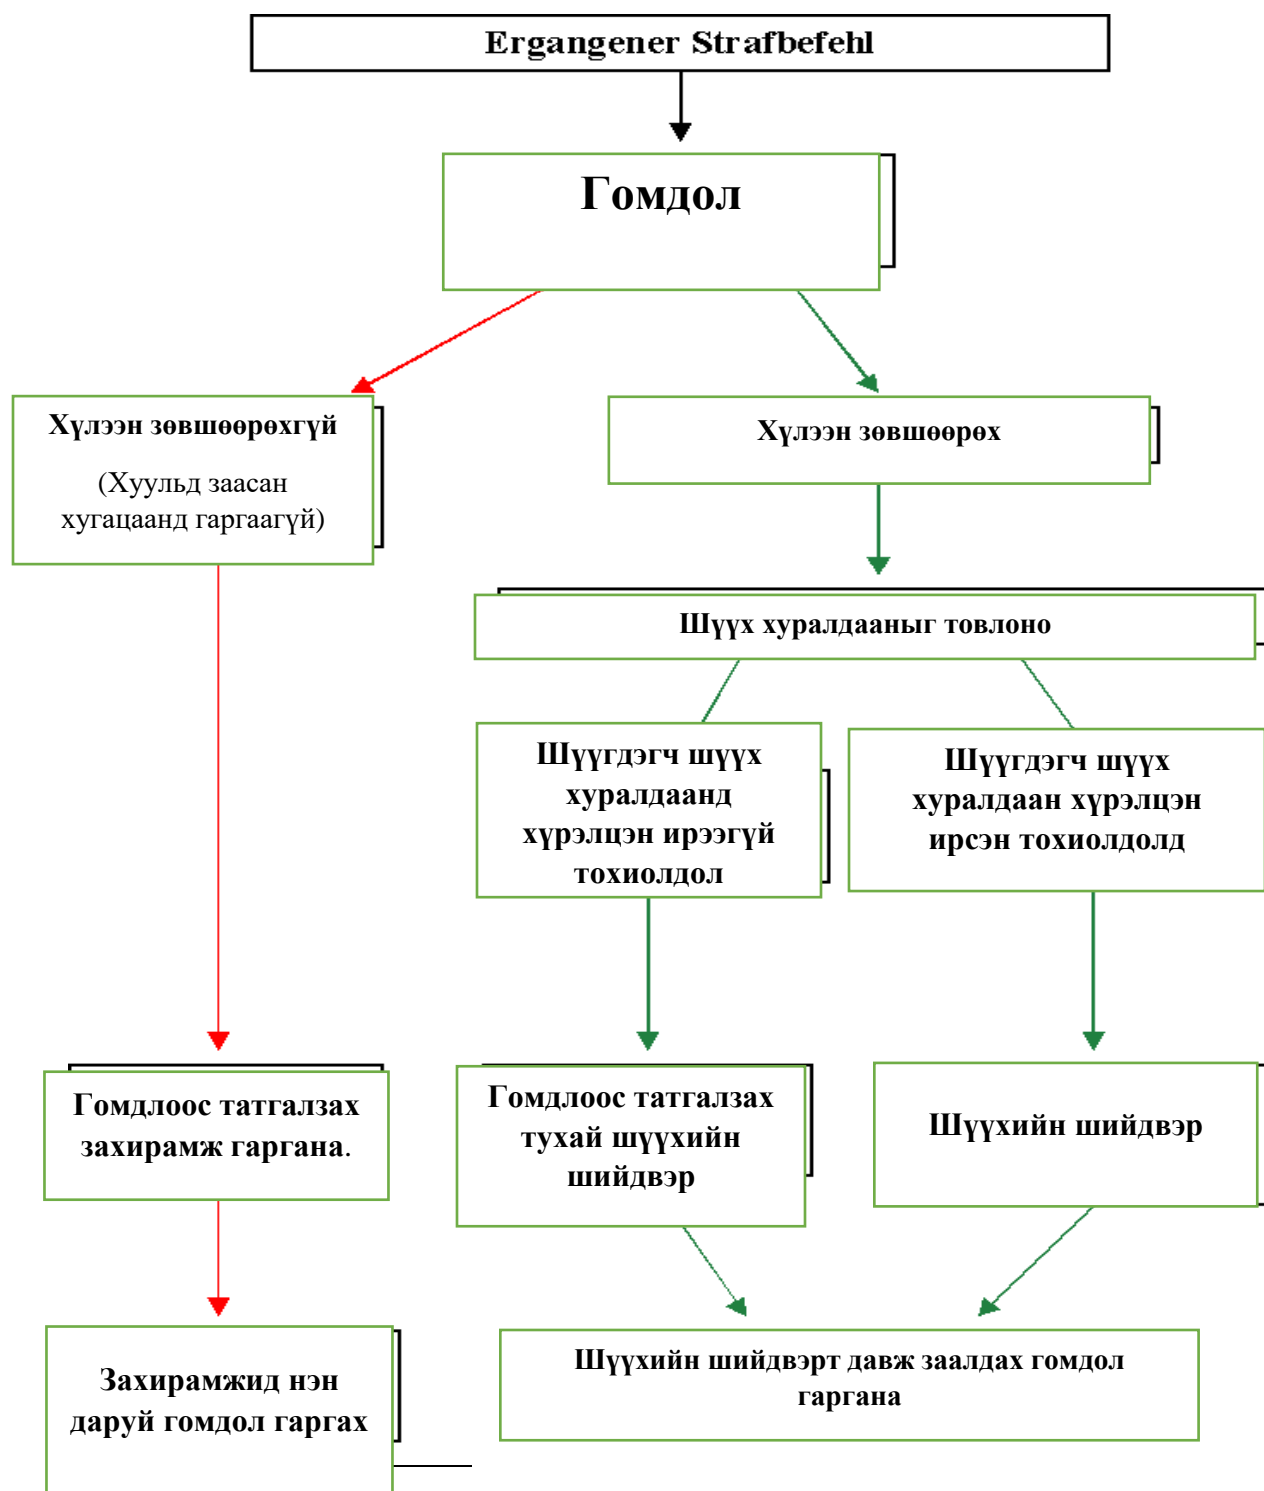 Ergangener Strafbefehl
Гомдол
Хүлээн зөвшөөрөхгүй
(Хуульд заасан
хугацаанд гаргаагүй)
Хүлээн зөвшөөрөх
Шүүх хуралдааныг товлоно
Шүүгдэгч шүүх
хуралдаанд
хүрэлцэн ирээгүй
тохиолдол
Шүүгдэгч шүүх
хуралдаан хүрэлцэн
ирсэн тохиолдолд
Гомдлоос татгалзах
захирамж гаргана.
Гомдлоос татгалзах
тухай шүүхийн
шийдвэр
Шүүхийн шийдвэр
Захирамжид нэн
даруй гомдол гаргах
Шүүхийн шийдвэрт давж заалдах гомдол
гаргана